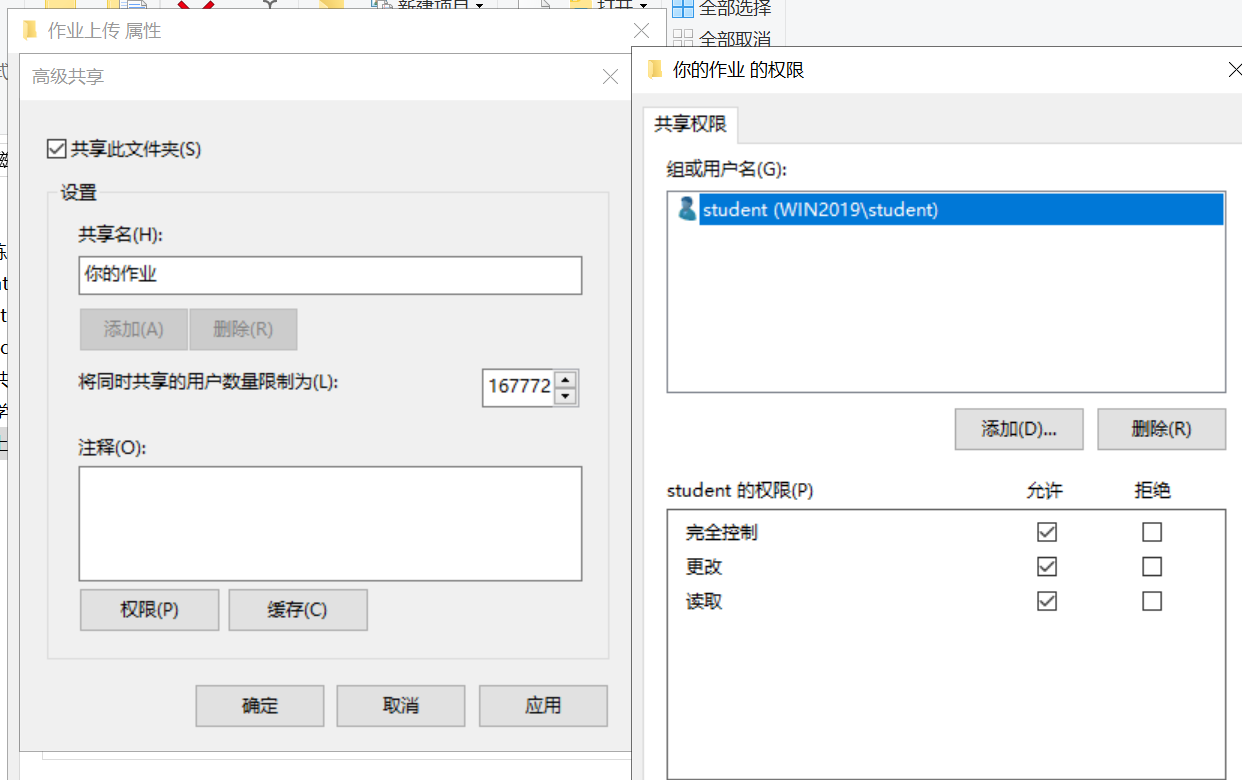 新建项目
打开
全部选择
全部取消
作业上传 属性
高级共享
共享此文件夹(S)
设置
共享名(H):
你的作业
添加(A)
删除(R)
将同时共享的用户数量限制为(L):
167772
注释(O):
权限(P)
缓存(C)
确定
取消
应用
你的作业 的权限
共享权限
组或用户名(G):
student (WIN2019\student)
添加(D)...
删除(R)
student 的权限(P)
允许
拒绝
完全控制
更改
读取